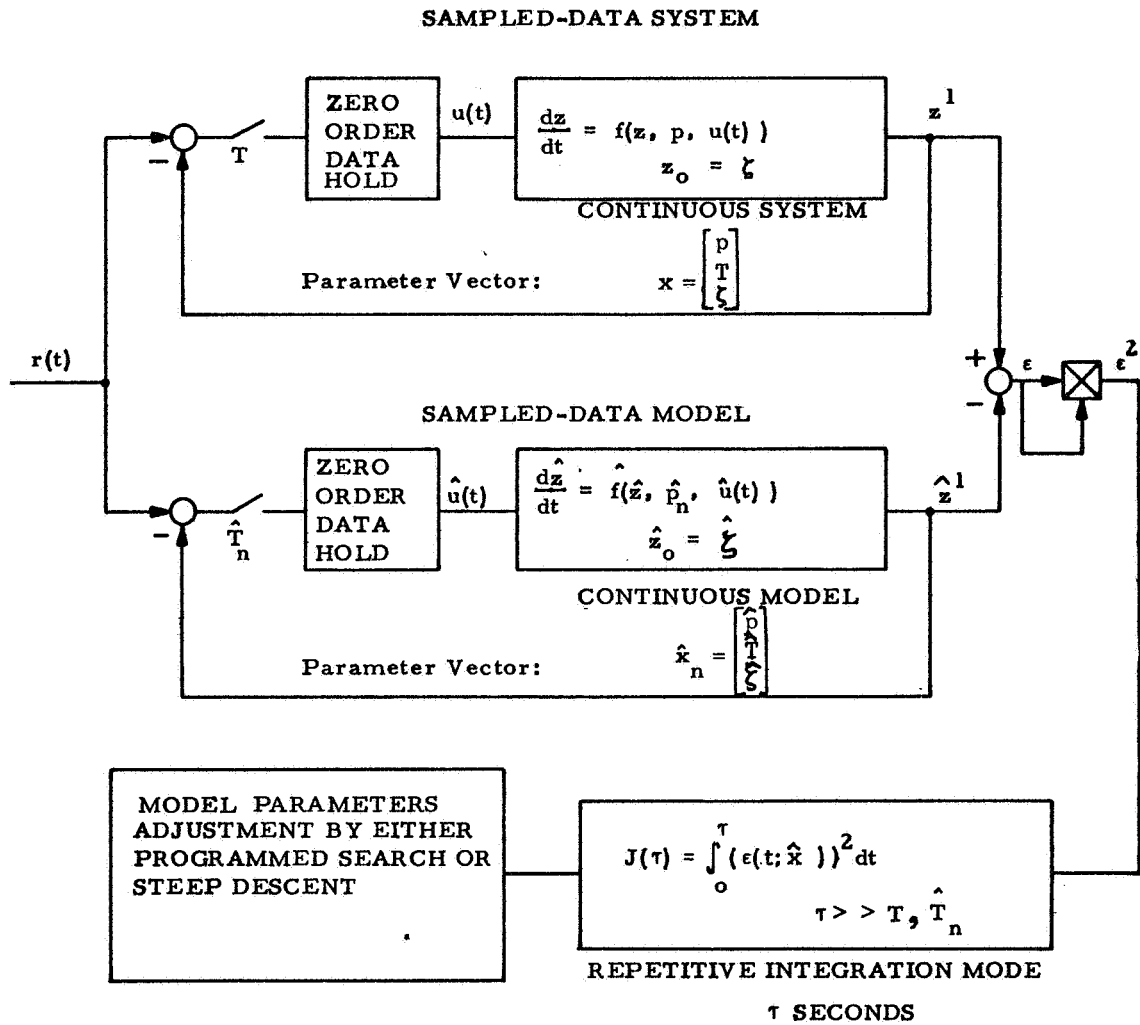 SAMPLED-DATA SYSTEM
ZERO
ORDER
DATA
HOLD
T
−
u(t)
dz/dt = f(z, p, u(t) )
z_o = ζ
z^1
CONTINUOUS SYSTEM
Parameter Vector: x = [p T ζ]
r(t)
+
−
ε
ε^2
SAMPLED-DATA MODEL
ZERO
ORDER
DATA
HOLD
T̂_n
−
û(t)
dẑ/dt = f̂(ẑ, p̂_n, û(t) )
ẑ_o = ζ̂
ẑ^1
CONTINUOUS MODEL
Parameter Vector: x̂_n = [p̂ T̂ ζ̂]
MODEL PARAMETERS
ADJUSTMENT BY EITHER
PROGRAMMED SEARCH OR
STEEP DESCENT
J(τ) = ∫_o^τ (ε(t; x̂ ))^2 dt
τ > > T, T̂_n
REPETITIVE INTEGRATION MODE
τ SECONDS